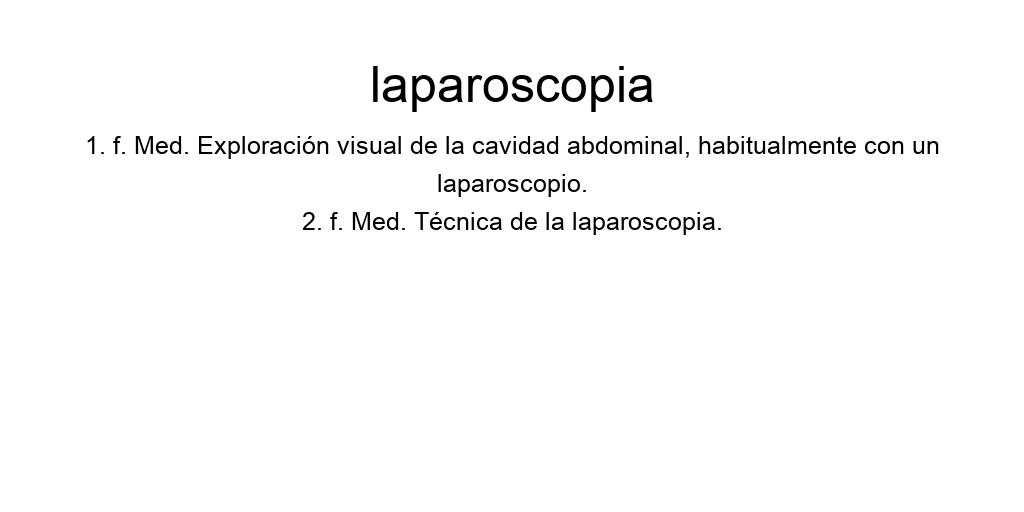 laparoscopia
1. f. Med. Exploración visual de la cavidad abdominal, habitualmente con un
laparoscopio.
2. f. Med. Técnica de la laparoscopia.